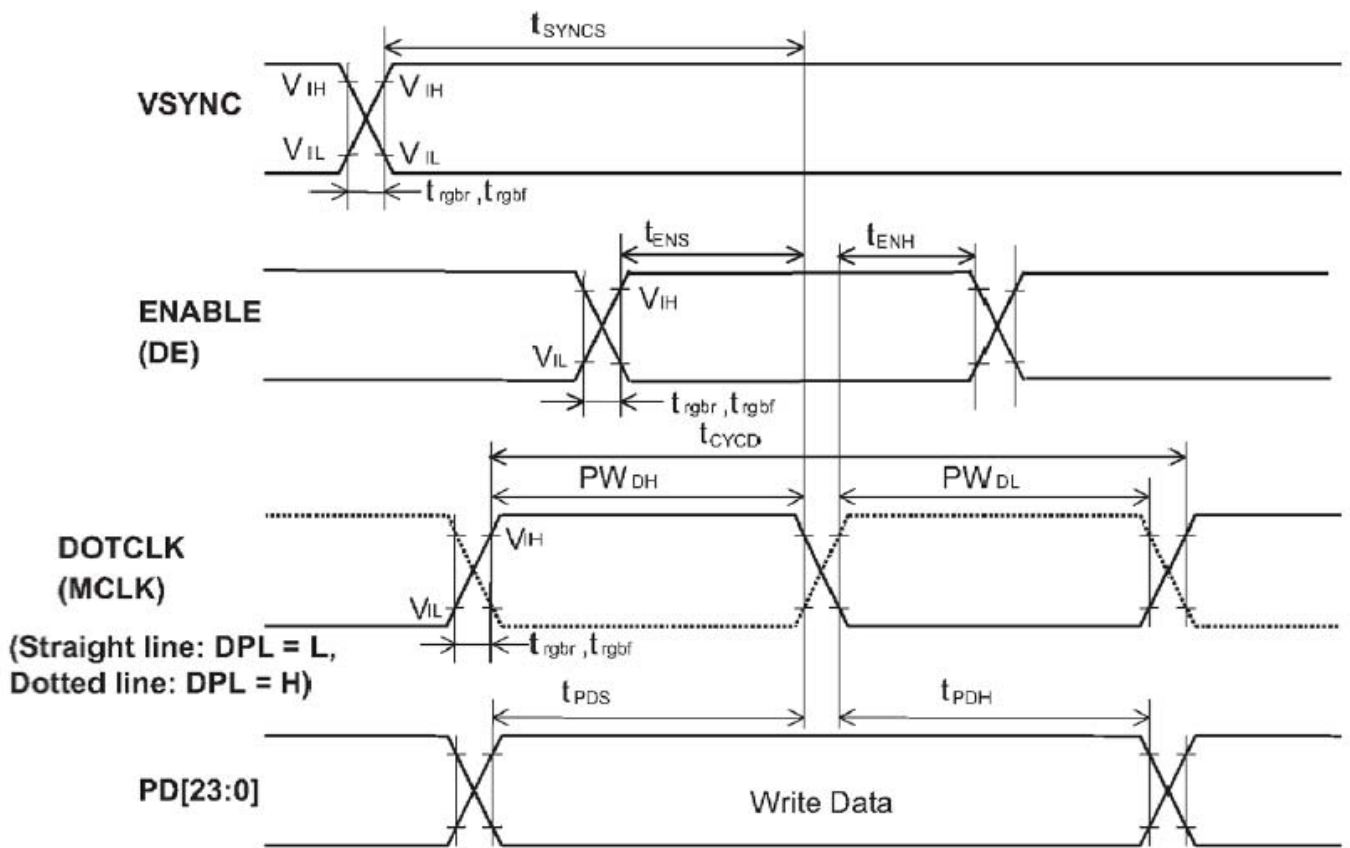 tSYNCS
VSYNC
VIH VIH
VIL VIL
trgbr ,trgbf
tENS tENH
ENABLE
(DE)
VIH
VIL
trgbr ,trgbf
tCYCD
PWDH PWDL
DOTCLK
(MCLK)
VIH
VIL
(Straight line: DPL = L,
Dotted line: DPL = H)
trgbr ,trgbf
tPDS tPDH
PD[23:0]
Write Data